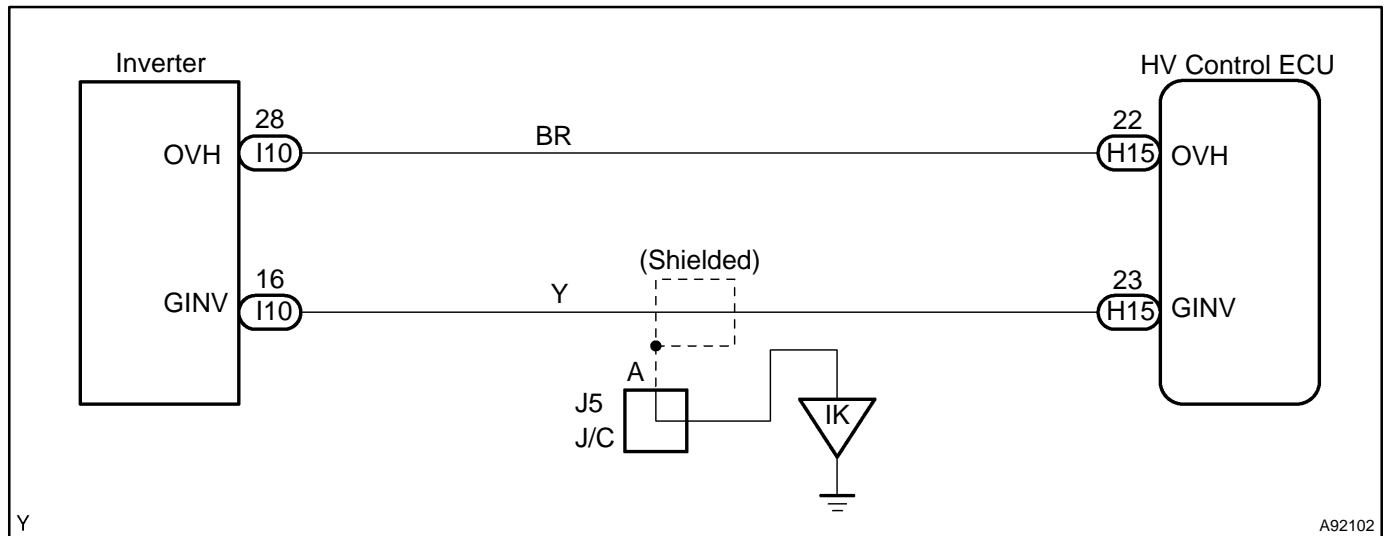 Inverter
HV Control ECU
28
22
BR
OVH
I10
H15
OVH
(Shielded)
16
23
Y
GINV
I10
H15
GINV
A
J5
J/C
IK
Y
A92102